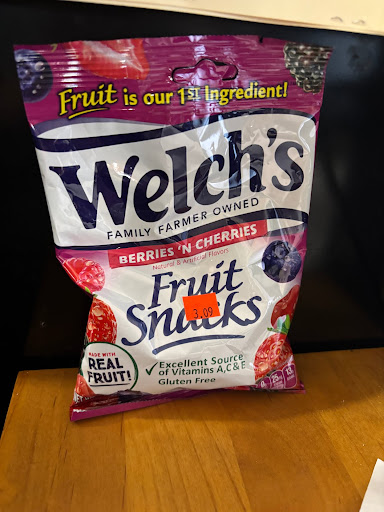 Fruit is our 1st Ingredient!
Welch's
FAMILY FARMER OWNED
BERRIES 'N CHERRIES
Natural & Artificial Flavors
Fruit
Snacks
3.09
MADE WITH
REAL
FRUIT!
✓ Excellent Source
of Vitamins A,C&E
Gluten Free